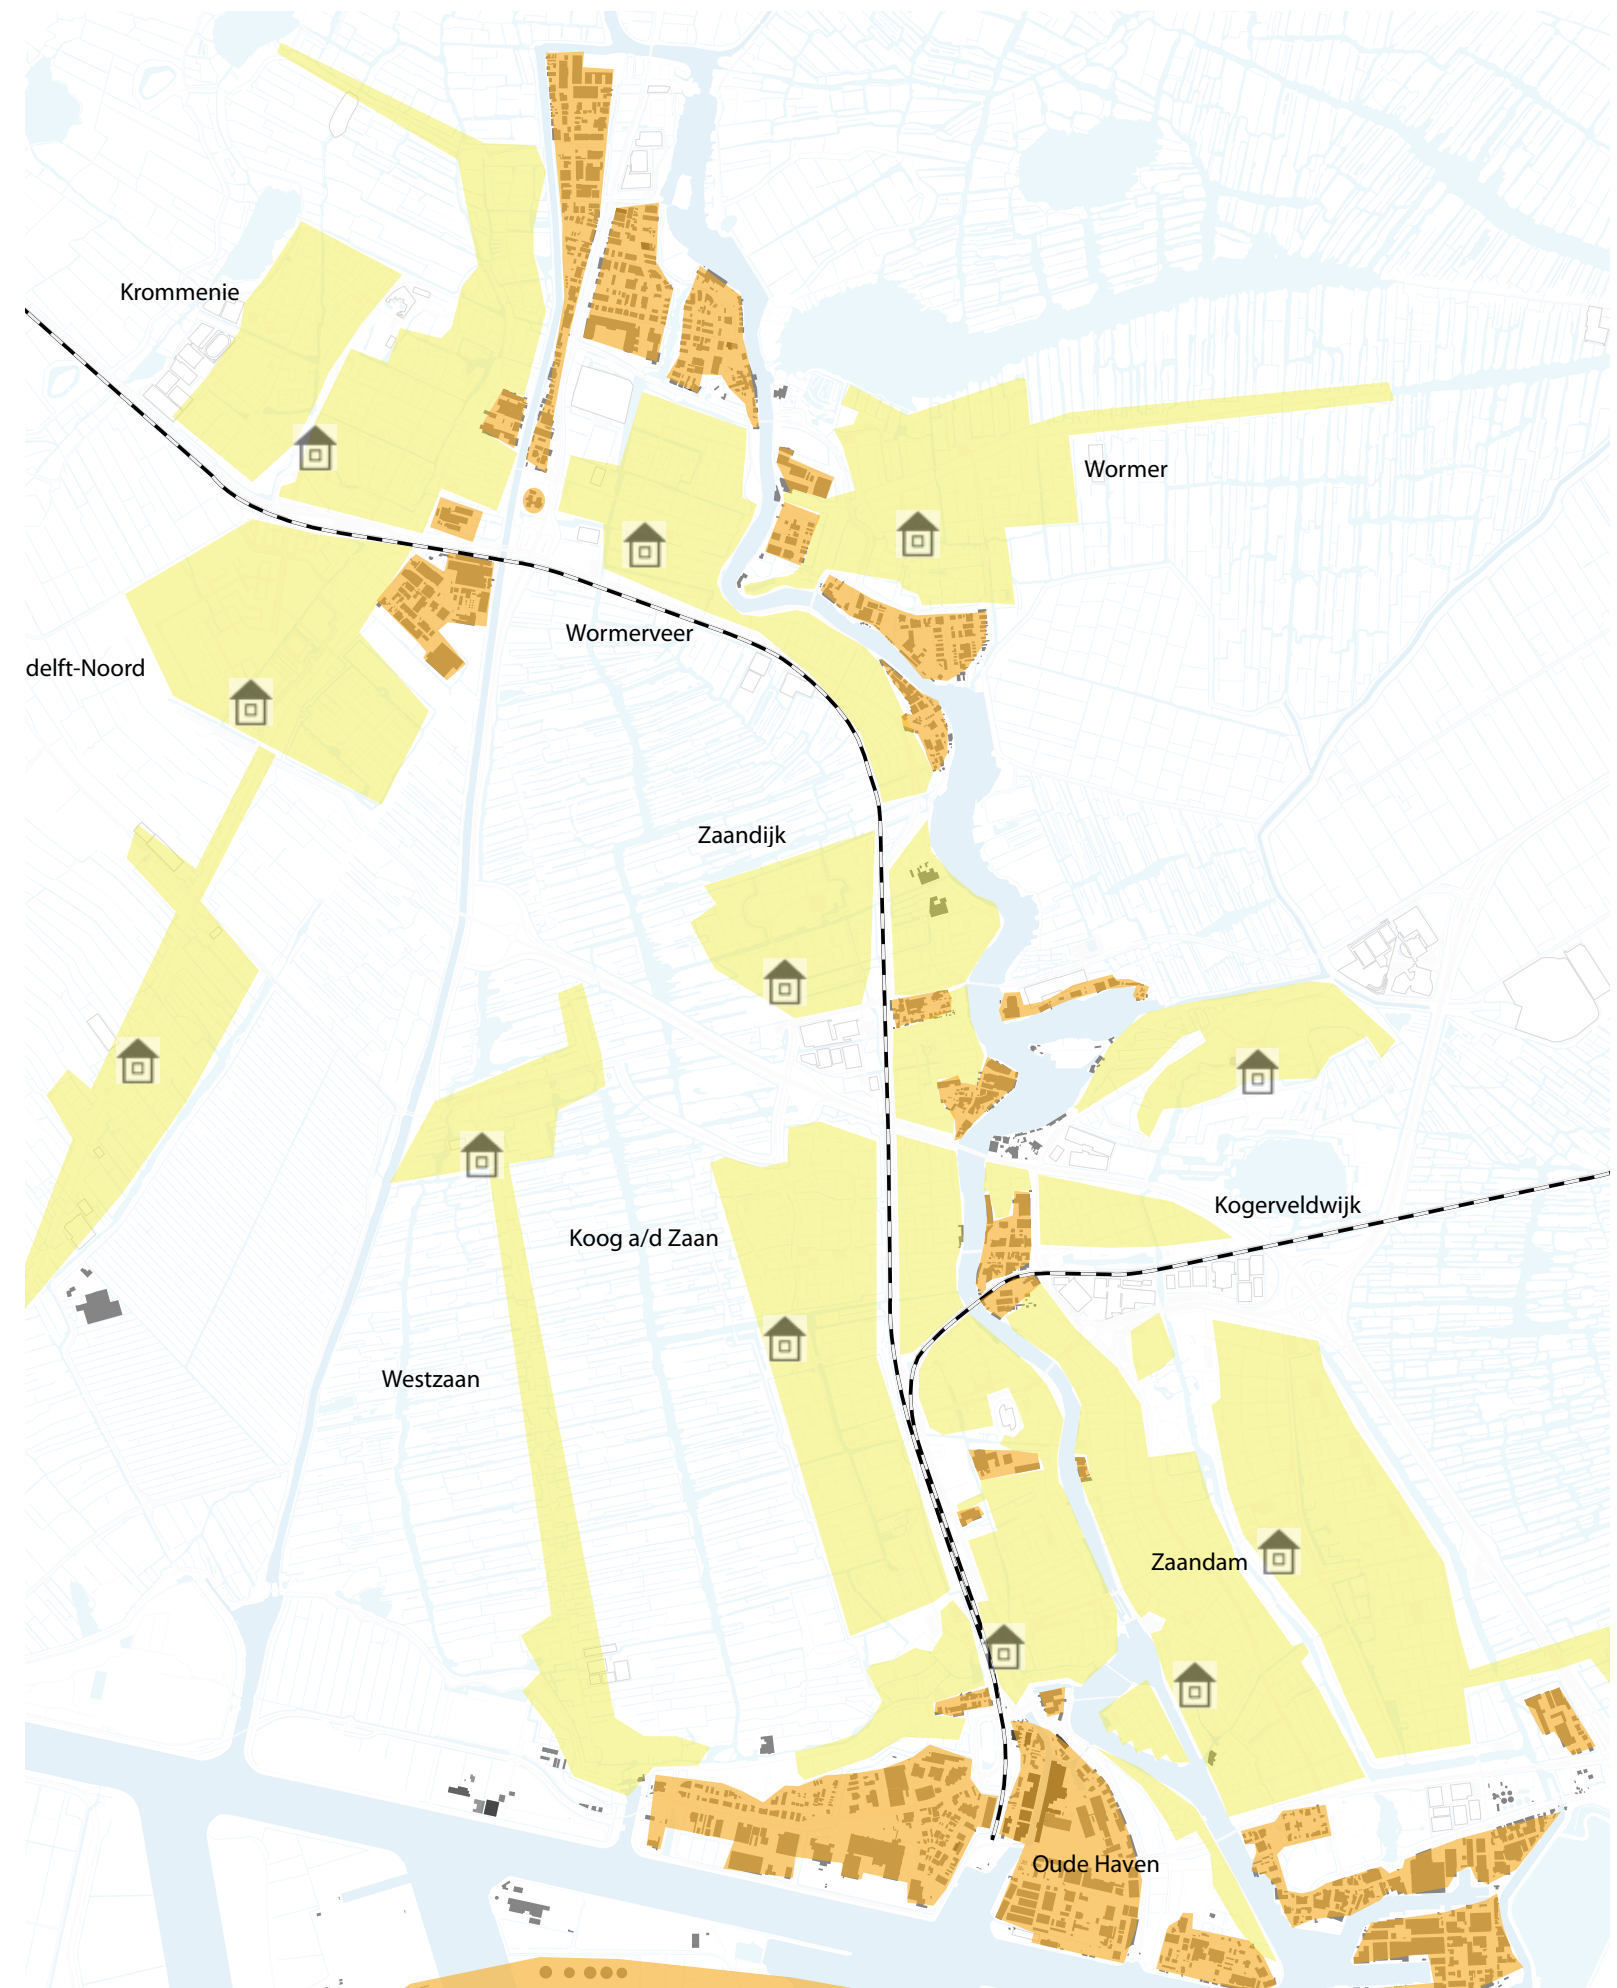 Krommenie
Wormer
Wormerveer
delft-Noord
Zaandijk
Kogerveldwijk
Koog a/d Zaan
Westzaan
Zaandam
Oude Haven